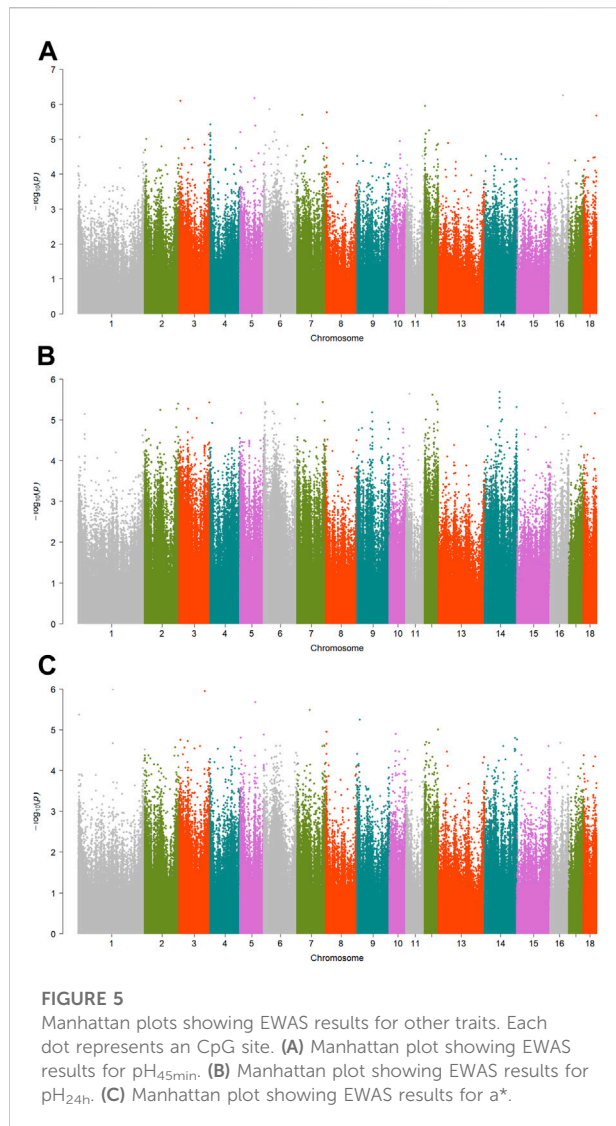 A
7
6
5
4
3
2
1
0
−log10(p)
1 2 3 4 5 6 7 8 9 10 11 13 14 15 16 18
Chromosome
B
6
5
4
3
2
1
0
−log10(p)
1 2 3 4 5 6 7 8 9 10 11 13 14 15 16 18
Chromosome
C
6
5
4
3
2
1
0
−log10(p)
1 2 3 4 5 6 7 8 9 10 11 13 14 15 16 18
Chromosome
FIGURE 5
Manhattan plots showing EWAS results for other traits. Each
dot represents an CpG site. (A) Manhattan plot showing EWAS
results for pH45min. (B) Manhattan plot showing EWAS results for
pH24h. (C) Manhattan plot showing EWAS results for a*.